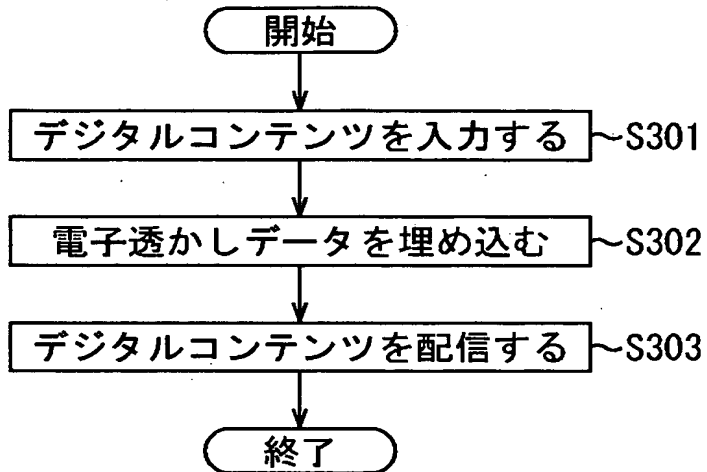 開始
デジタルコンテンツを入力する ~S301
電子透かしデータを埋め込む ~S302
デジタルコンテンツを配信する ~S303
終了